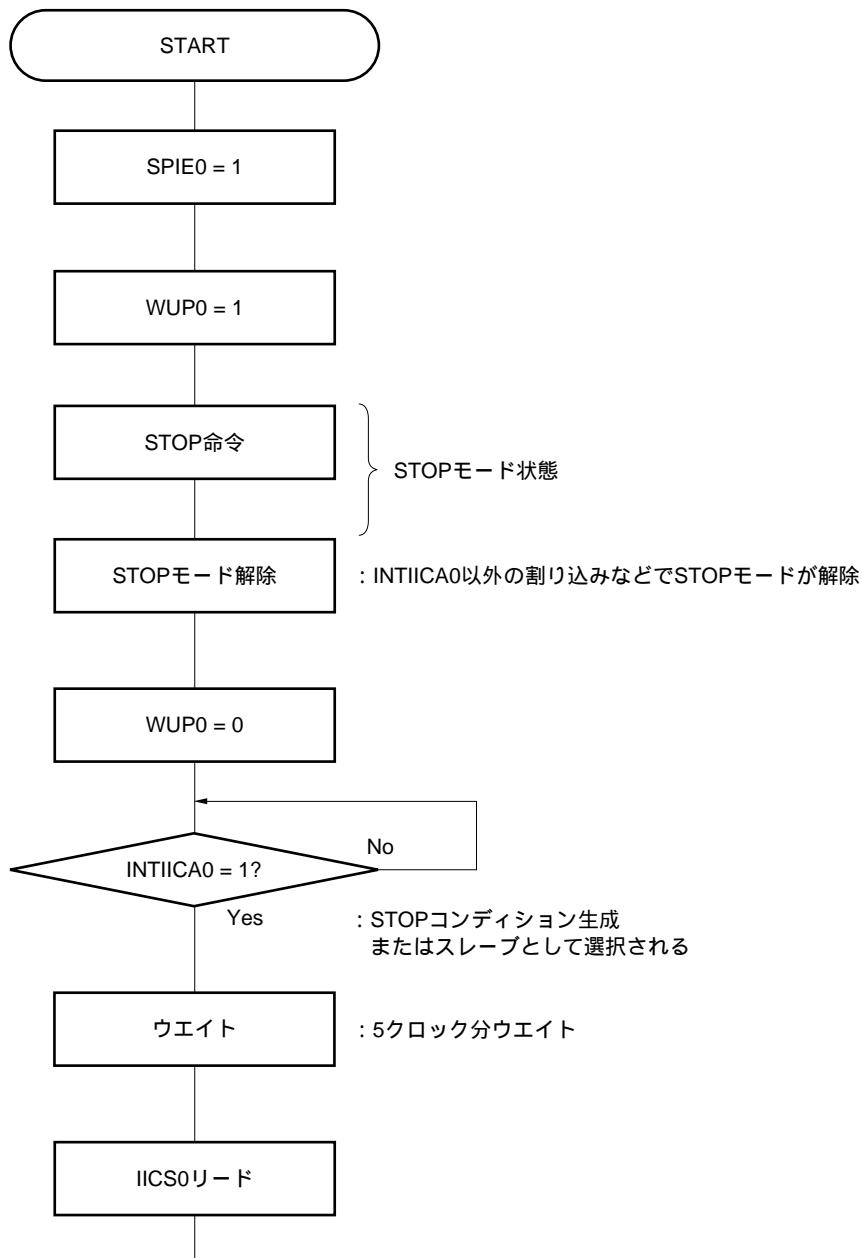 START
SPIE0 = 1
WUP0 = 1
STOP命令
STOPモード状態
STOPモード解除
：INTIICA0以外の割り込みなどでSTOPモードが解除
WUP0 = 0
No
INTIICA0 = 1?
Yes
：STOPコンディション生成
またはスレーブとして選択される
ウエイト
：5クロック分ウエイト
IICS0リード